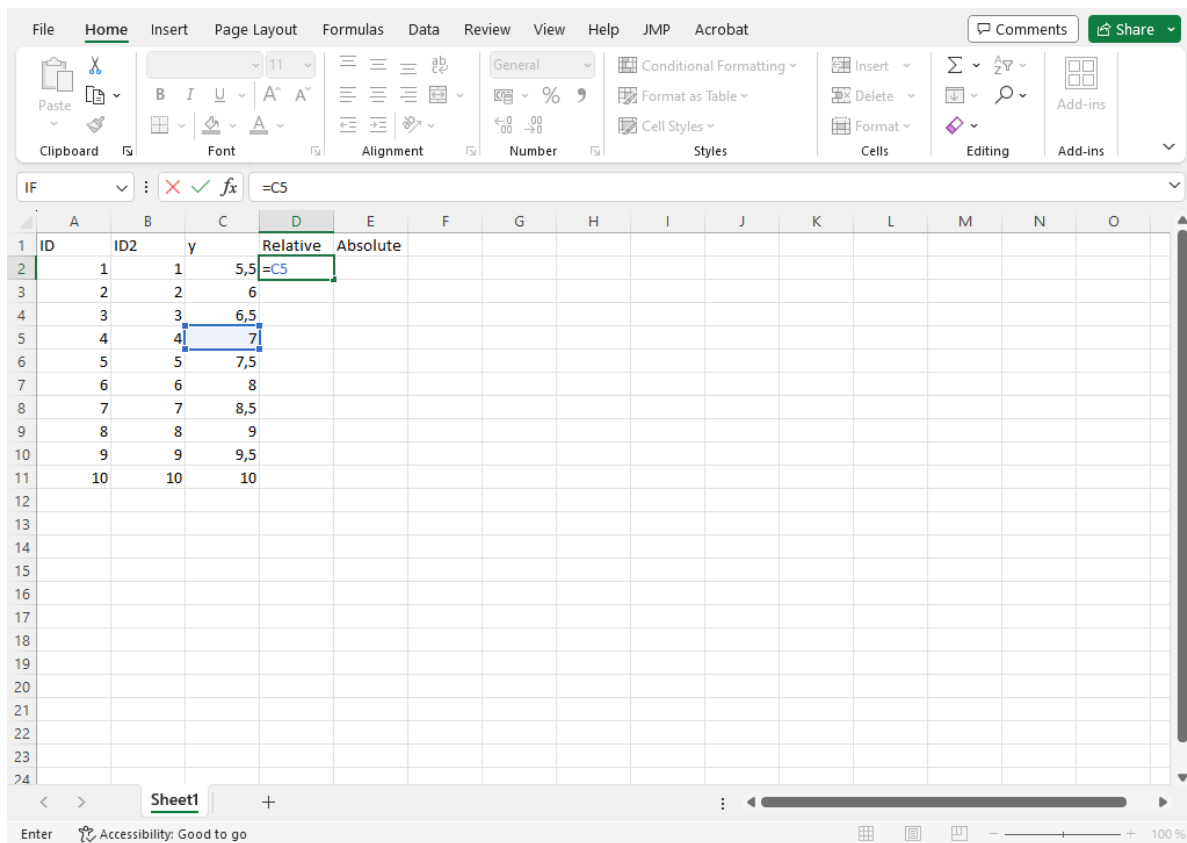 File Home Insert Page Layout Formulas Data Review View Help JMP Acrobat Comments Share
Paste
Clipboard
11
B I U A A
A
Font
ab
Alignment
General
% 9
00 00
Number
Conditional Formatting
Format as Table
Cell Styles
Styles
Insert
Delete
Format
Cells
Σ AZ
Editing
Add-ins
Add-ins
IF fx =C5
A B C D E F G H I J K L M N O
1 ID ID2 y Relative Absolute
2 1 1 5,5 =C5
3 2 2 6
4 3 3 6,5
5 4 4 7
6 5 5 7,5
7 6 6 8
8 7 7 8,5
9 8 8 9
10 9 9 9,5
11 10 10 10
12
13
14
15
16
17
18
19
20
21
22
23
24
Sheet1 +
Enter Accessibility: Good to go - + 100 %